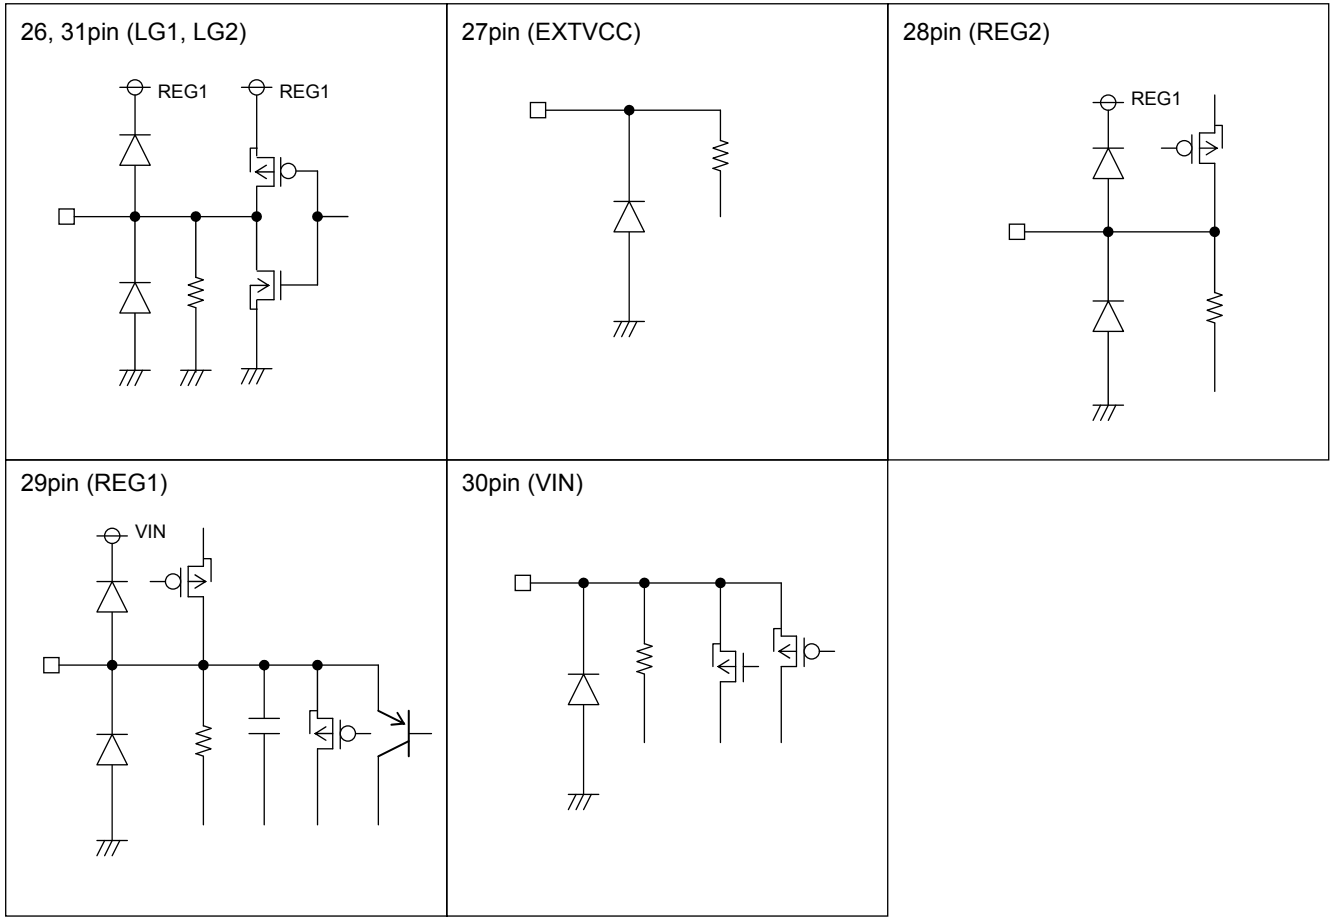 26, 31pin (LG1, LG2)
REG1
REG1
27pin (EXTVCC)
28pin (REG2)
REG1
29pin (REG1)
VIN
30pin (VIN)